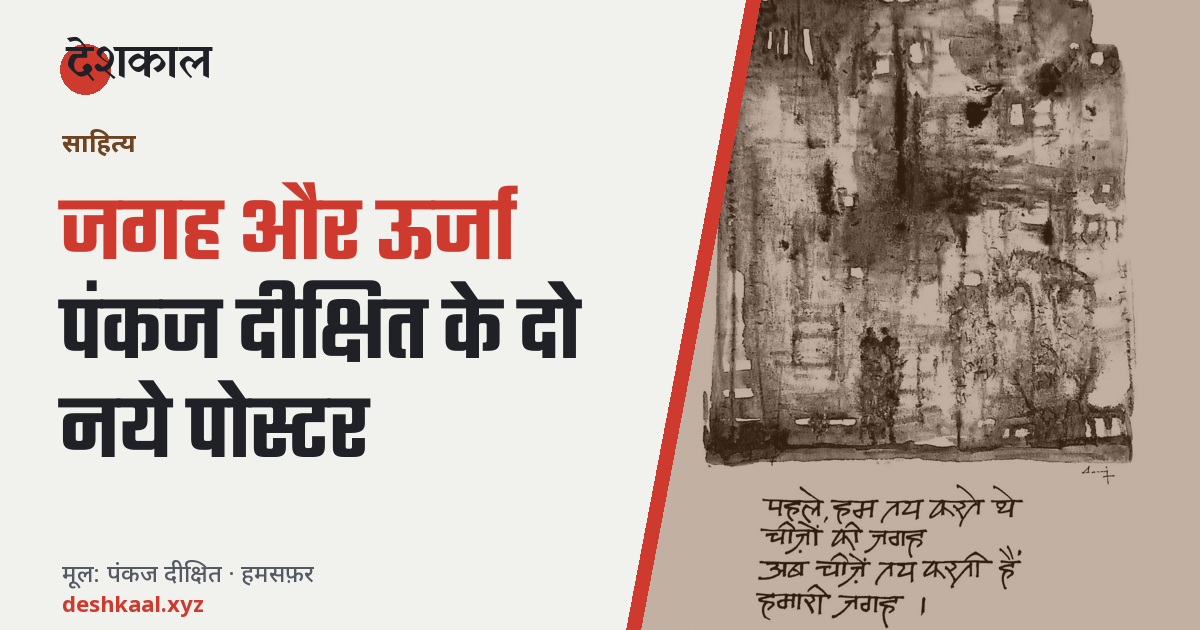 देशकाल
साहित्य
जगह और ऊर्जा
पंकज दीक्षित के दो
नये पोस्टर
मूल: पंकज दीक्षित · हमसफ़र
deshkaal.xyz
पहले, हम तय करते थे
चीज़ों की जगह
अब चीज़ें तय करती हैं
हमारी जगह ।